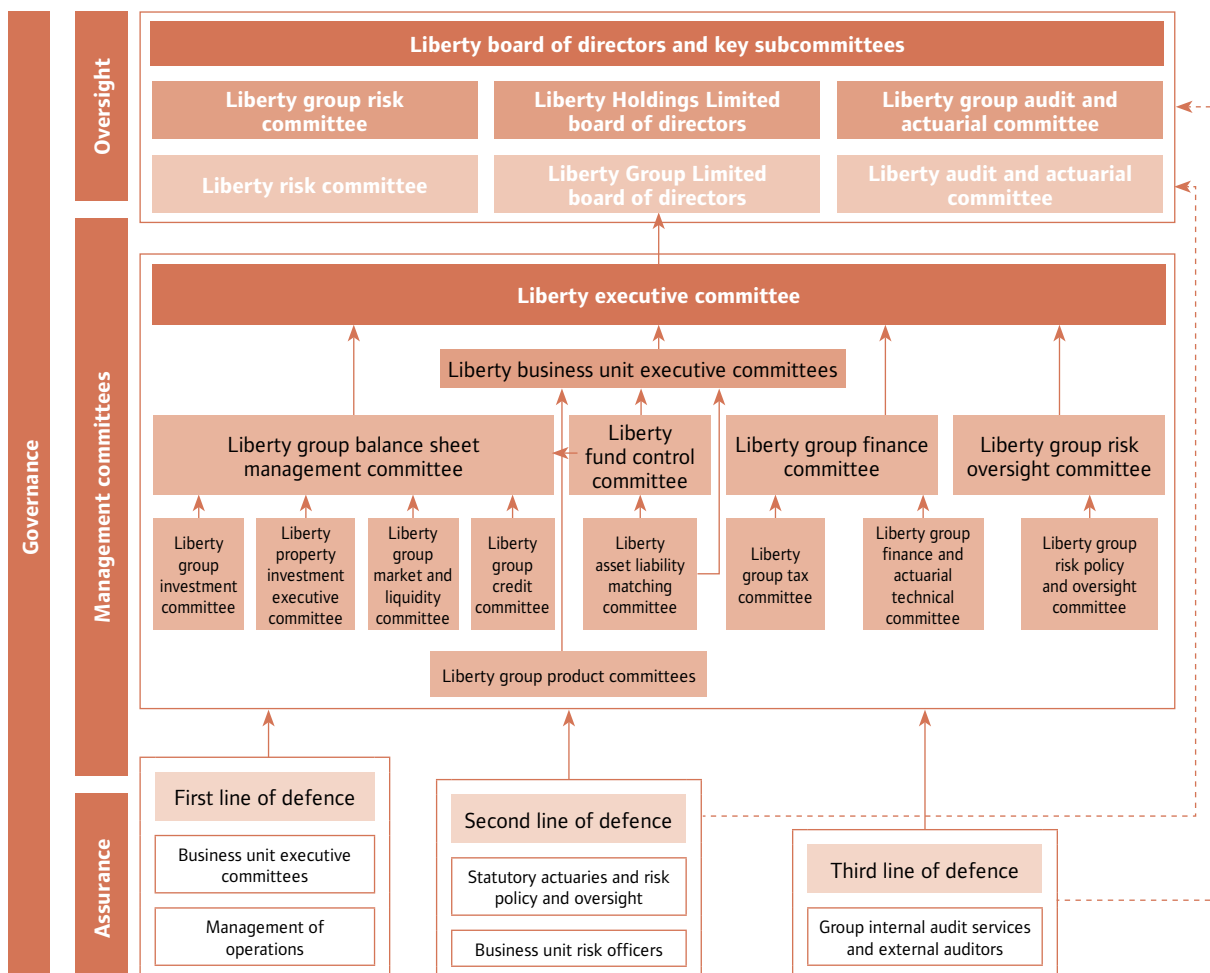 Governance
Oversight
Liberty board of directors and key subcommittees
Liberty group risk
committee
Liberty Holdings Limited
board of directors
Liberty group audit and
actuarial committee
Liberty risk committee
Liberty Group Limited
board of directors
Liberty audit and actuarial
committee
Management committees
Liberty executive committee
Liberty business unit executive committees
Liberty group balance sheet
management committee
Liberty
fund control
committee
Liberty group finance
committee
Liberty group risk
oversight committee
Liberty
group
investment
committee
Liberty
property
investment
executive
committee
Liberty
group
market and
liquidity
committee
Liberty
group
credit
committee
Liberty
asset liability
matching
committee
Liberty
group tax
committee
Liberty group
finance and
actuarial
technical
committee
Liberty group
risk policy
and oversight
committee
Liberty group product committees
Assurance
First line of defence
Business unit executive
committees
Management of
operations
Second line of defence
Statutory actuaries and risk
policy and oversight
Business unit risk officers
Third line of defence
Group internal audit services
and external auditors